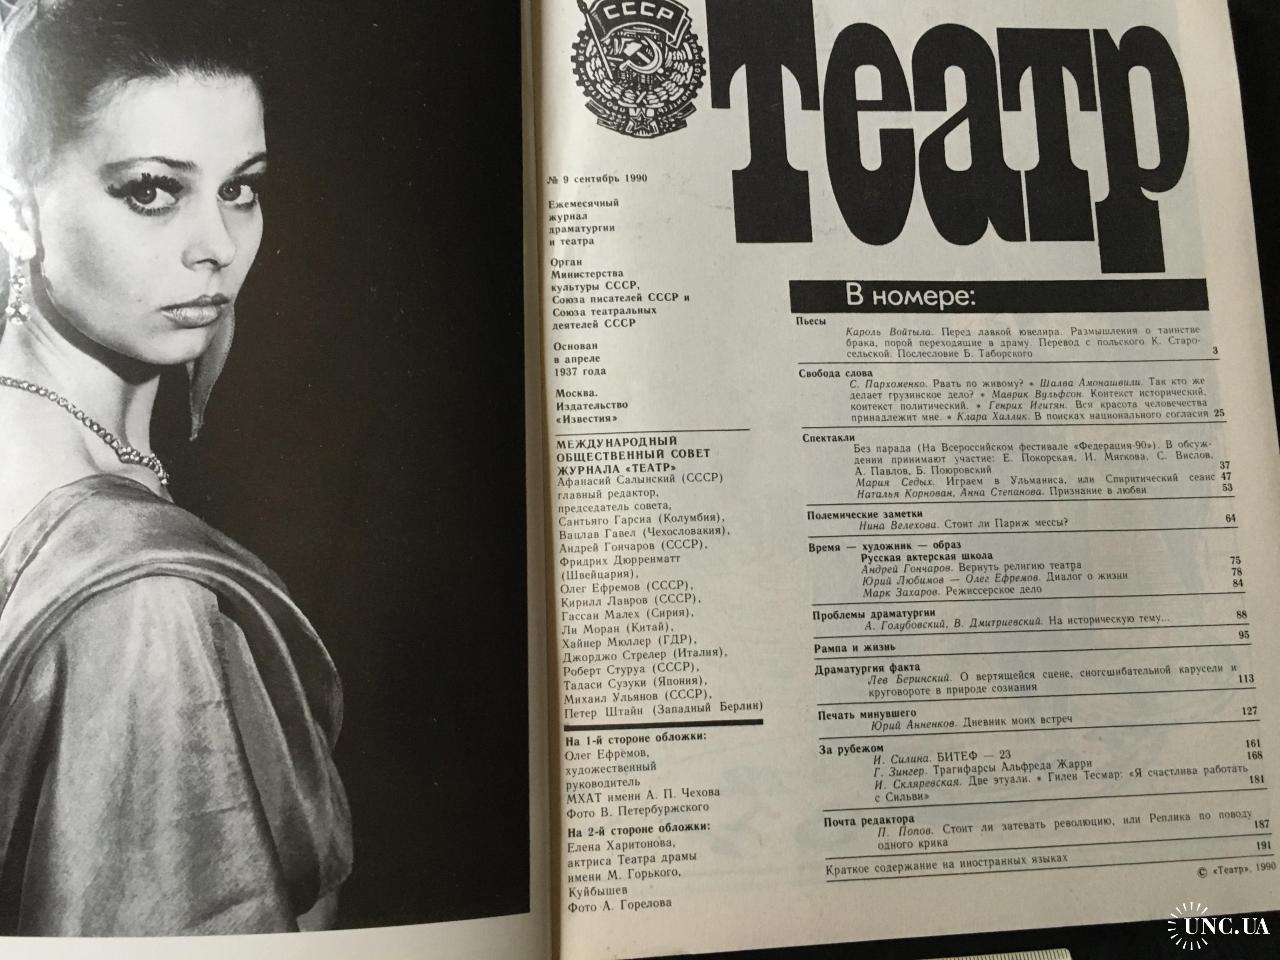 СССР
Театр
№ 9 сентябрь 1990
Ежемесячный
журнал
драматургии
и театра
Орган
Министерства
культуры СССР,
Союза писателей СССР и
Союза театральных
деятелей СССР
Основан
в апреле
1937 года
Москва.
Издательство
«Известия»
МЕЖДУНАРОДНЫЙ
ОБЩЕСТВЕННЫЙ СОВЕТ
ЖУРНАЛА «ТЕАТР»
Афанасий Салынский (СССР)
главный редактор,
председатель совета,
Сантьяго Гарсиа (Колумбия),
Вацлав Гавел (Чехословакия),
Андрей Гончаров (СССР),
Фридрих Дюрренматт
(Швейцария),
Олег Ефремов (СССР),
Кирилл Лавров (СССР),
Гассан Малех (Сирия),
Ли Моран (Китай),
Хайнер Мюллер (ГДР),
Джорджо Стрелер (Италия),
Роберт Стуруа (СССР),
Тадаси Сузуки (Япония),
Михаил Ульянов (СССР),
Петер Штайн (Западный Берлин)
На 1-й стороне обложки:
Олег Ефремов,
художественный
руководитель
МХАТ имени А. П. Чехова
Фото В. Петербуржского
На 2-й стороне обложки:
Елена Харитонова,
актриса Театра драмы
имени М. Горького,
Куйбышев
Фото А. Горелова
В номере:
Пьесы
Кароль Войтыла. Перед лавкой ювелира. Размышления о таинстве
брака, порой переходящие в драму. Перевод с польского К. Старо-
сельской. Послесловие Б. Таборского 3
Свобода слова
С. Пархоменко. Рвать по живому? • Шалва Амонашвили. Так кто же
делает грузинское дело? • Маврик Вульфсон. Контекст исторический,
контекст политический. • Генрих Игитян. Вся красота человечества
принадлежит мне. • Клара Халлик. В поисках национального согласия 25
Спектакли
Без парада (На Всероссийском фестивале «Федерация-90»). В обсуж-
дении принимают участие: Е. Покорская, И. Мягкова, С. Вислов,
А. Павлов, Б. Поюровский 37
Мария Седых. Играем в Ульманиса, или Спиритический сеанс 47
Наталья Корнован, Анна Степанова. Признание в любви 53
Полемические заметки
Нина Велехова. Стоит ли Париж мессы? 64
Время — художник — образ
Русская актерская школа
Андрей Гончаров. Вернуть религию театра 75
Юрий Любимов — Олег Ефремов. Диалог о жизни 78
Марк Захаров. Режиссерское дело 84
Проблемы драматургии
А. Голубовский, В. Дмитриевский. На историческую тему... 88
Рампа и жизнь 95
Драматургия факта
Лев Беринский. О вертящейся сцене, сногсшибательной карусели и
круговороте в природе сознания 113
Печать минувшего
Юрий Анненков. Дневник моих встреч 127
За рубежом
И. Силина. БИТЕФ — 23 161
Г. Зингер. Трагифарсы Альфреда Жарри 168
И. Скляревская. Две этуали. • Гилен Тесмар: «Я счастлива работать
с Сильви» 181
Почта редактора
П. Попов. Стоит ли затевать революцию, или Реплика по поводу
одного крика 187
Краткое содержание на иностранных языках 191
© «Театр», 1990
UNC.UA